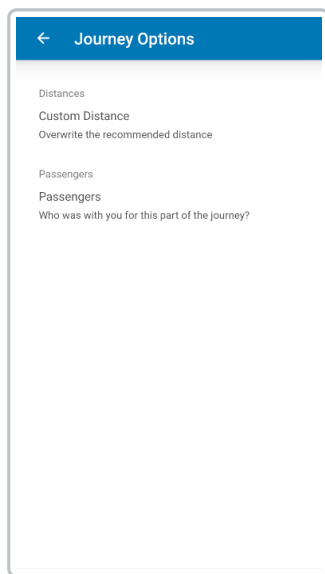 Journey Options
Distances
Custom Distance
Overwrite the recommended distance
Passengers
Passengers
Who was with you for this part of the journey?